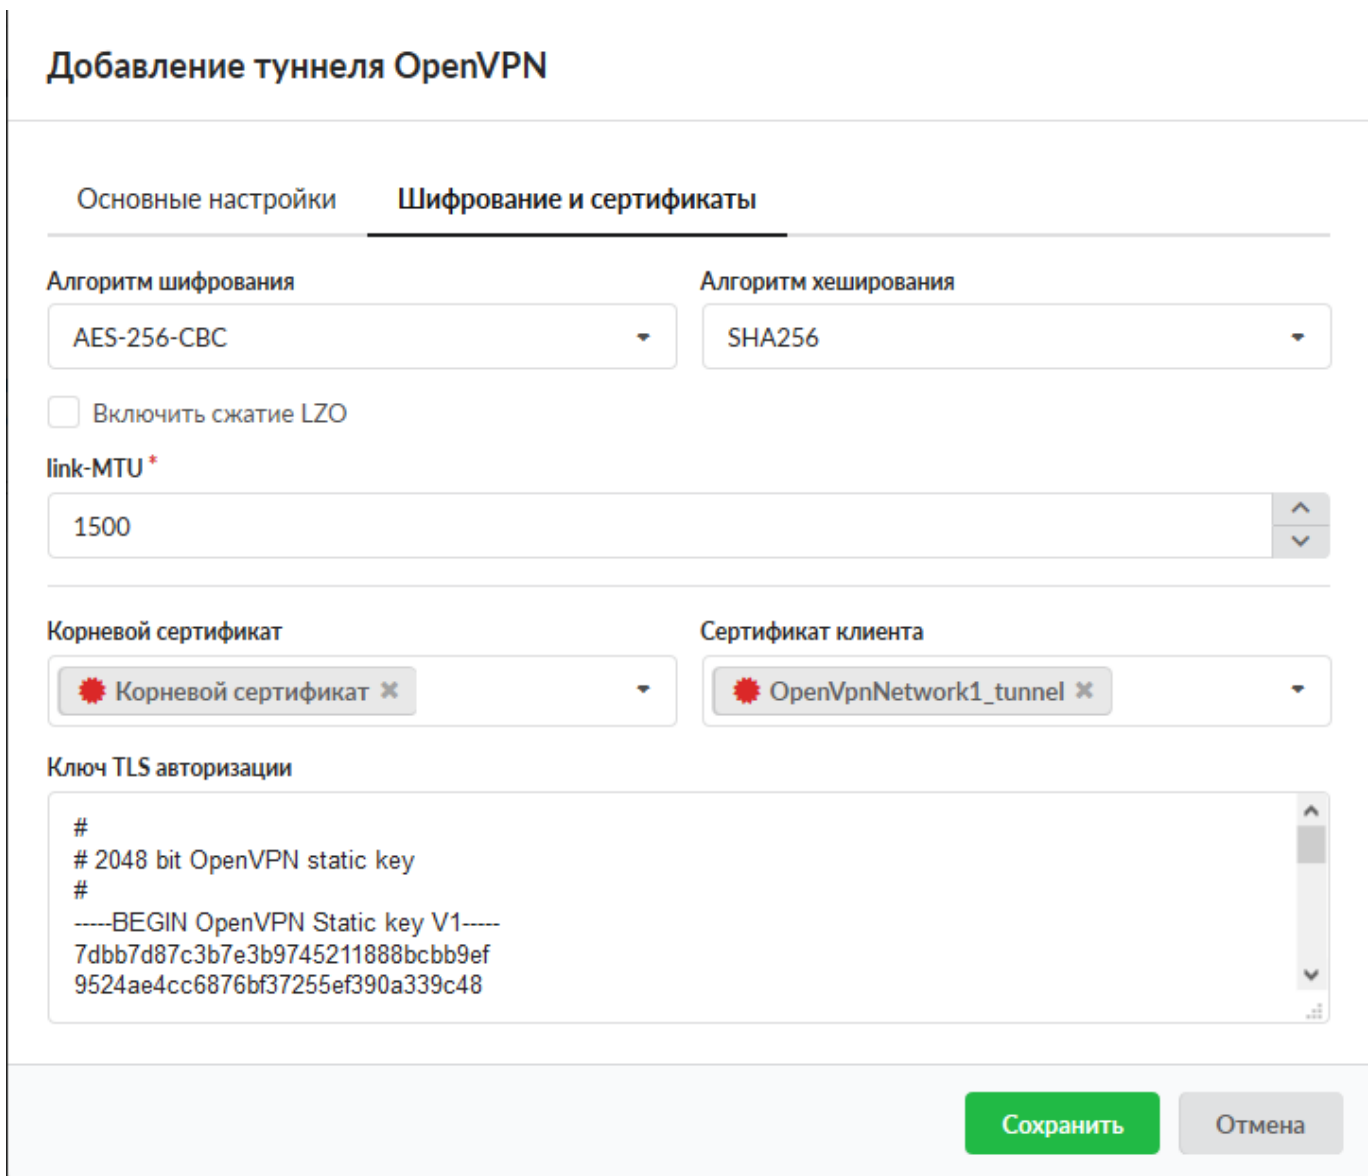 Добавление туннеля OpenVPN
Основные настройки Шифрование и сертификаты
Алгоритм шифрования Алгоритм хеширования
AES-256-CBC SHA256
Включить сжатие LZO
link-MTU *
1500
Корневой сертификат Сертификат клиента
Корневой сертификат OpenVpnNetwork1_tunnel
Ключ TLS авторизации
#
# 2048 bit OpenVPN static key
#
-----BEGIN OpenVPN Static key V1-----
7dbb7d87c3b7e3b9745211888bcbb9ef
9524ae4cc6876bf37255ef390a339c48
Сохранить Отмена